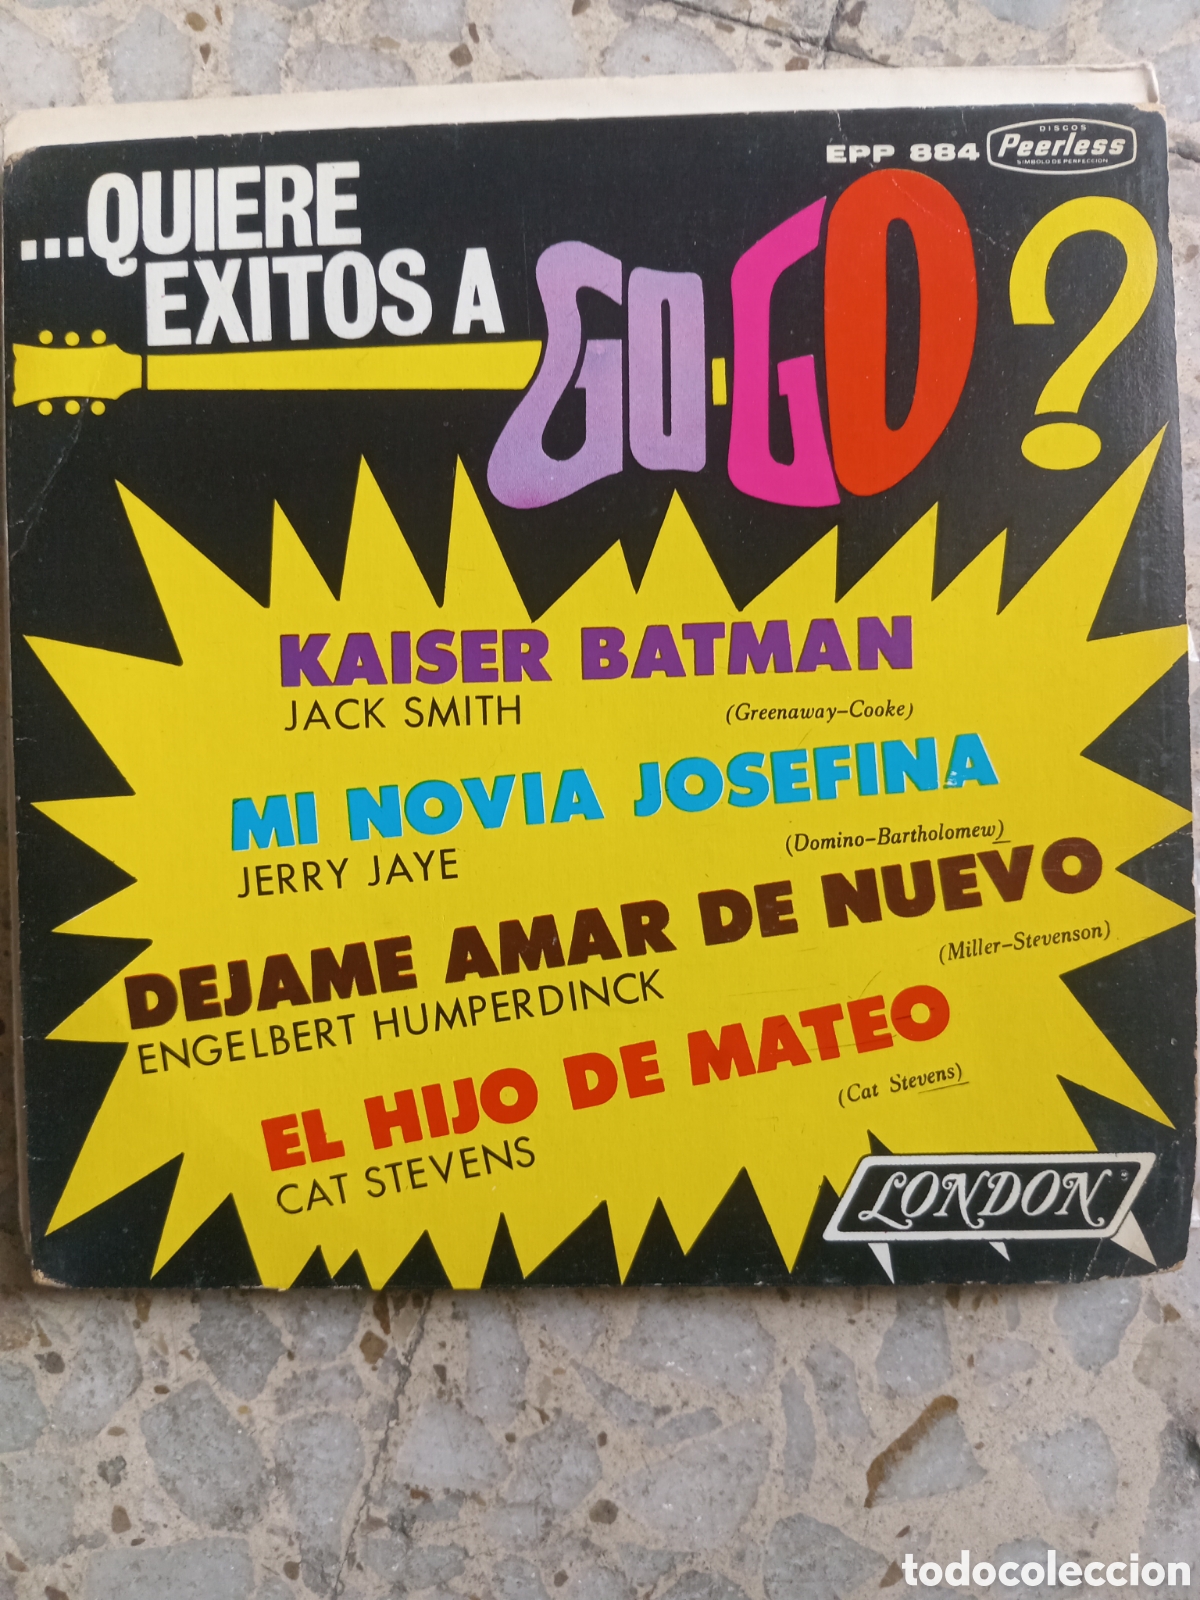 EPP 884
DISCOS
Peerless
SIMBOLO DE PERFECCION
...QUIERE
EXITOS A GO-GO ?
KAISER BATMAN
JACK SMITH (Greenaway-Cooke)
MI NOVIA JOSEFINA
JERRY JAYE (Domino-Bartholomew)
DEJAME AMAR DE NUEVO
ENGELBERT HUMPERDINCK (Miller-Stevenson)
EL HIJO DE MATEO
CAT STEVENS (Cat Stevens)
LONDON
todocoleccion